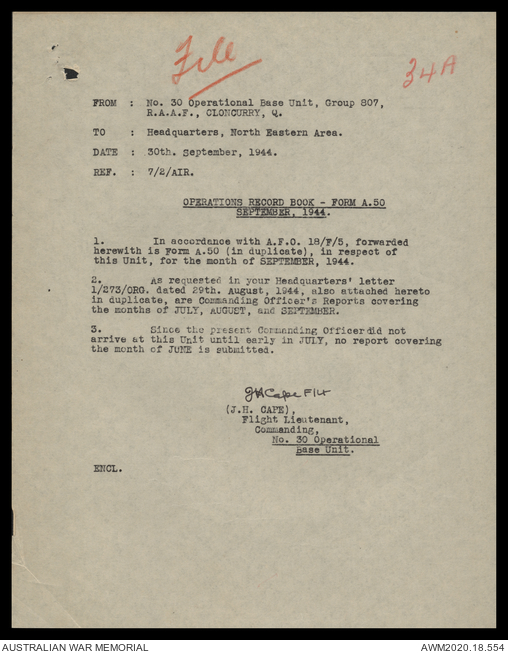 File
34A
FROM : No. 30 Operational Base Unit, Group 807,
R.A.A.F., CLONCURRY, Q.
TO : Headquarters, North Eastern Area.
DATE : 30th. September, 1944.
REF. : 7/2/AIR.
OPERATIONS RECORD BOOK - FORM A.50
SEPTEMBER, 1944.
1. In accordance with A.F.O. 18/F/5, forwarded
herewith is Form A.50 (in duplicate), in respect of
this Unit, for the month of SEPTEMBER, 1944.
2. As requested in your Headquarters' letter
1/273/ORG. dated 29th. August, 1944, also attached hereto
in duplicate, are Commanding Officer's Reports covering
the months of JULY, AUGUST, and SEPTEMBER.
3. Since the present Commanding Officer did not
arrive at this Unit until early in JULY, no report covering
the month of JUNE is submitted.
JHCape F/Lt
(J.H. CAPE),
Flight Lieutenant,
Commanding,
No. 30 Operational
Base Unit.
ENCL.
AUSTRALIAN WAR MEMORIAL
AWM2020.18.554